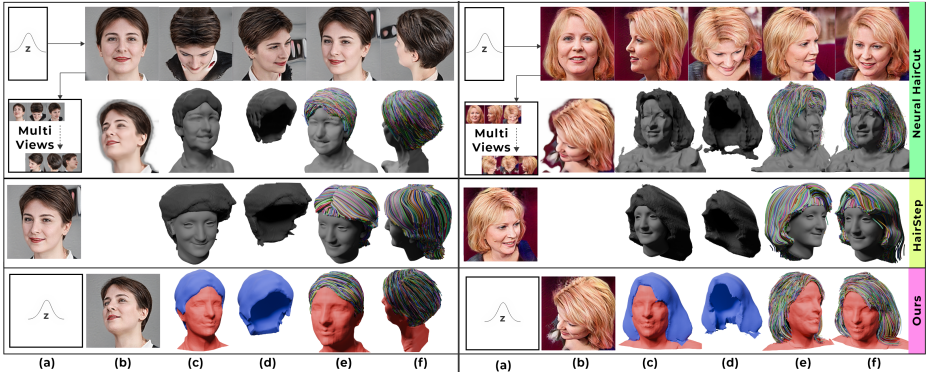 z
z
Multi
Views
Multi
Views
Neural HairCut
HairStep
z
z
Ours
(a) (b) (c) (d) (e) (f) (a) (b) (c) (d) (e) (f)